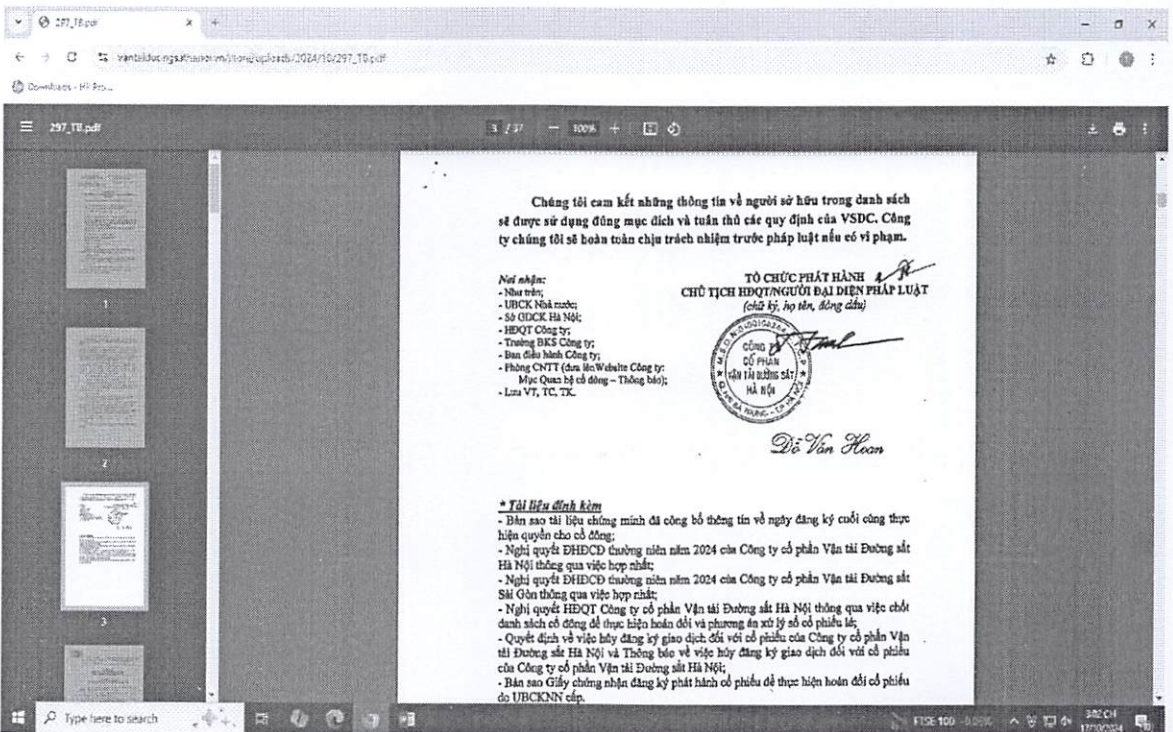 297_TB.pdf
Downloads - HT Pro...
297_TB.pdf
3 / 37 — 100% +
Chúng tôi cam kết những thông tin về người sở hữu trong danh sách
sẽ được sử dụng đúng mục đích và tuân thủ các quy định của VSDC. Công
ty chúng tôi sẽ hoàn toàn chịu trách nhiệm trước pháp luật nếu có vi phạm.
Nơi nhận:
- Như trên;
- UBCK Nhà nước;
- Sở GDCK Hà Nội;
- HĐQT Công ty;
- Trưởng BKS Công ty;
- Ban điều hành Công ty;
- Phòng CNTT (đưa lên Website Công ty:
Mục Quan hệ cổ đông – Thông báo);
- Lưu VT, TC, TK.
TỔ CHỨC PHÁT HÀNH
CHỦ TỊCH HĐQT/NGƯỜI ĐẠI DIỆN PHÁP LUẬT
(chữ ký, họ tên, đóng dấu)
CÔNG TY
CỔ PHẦN
VẬN TẢI ĐƯỜNG SẮT
HÀ NỘI
Đỗ Văn Hoan
* Tài liệu đính kèm
- Bản sao tài liệu chứng minh đã công bố thông tin về ngày đăng ký cuối cùng thực
hiện quyền cho cổ đông;
- Nghị quyết ĐHĐCĐ thường niên năm 2024 của Công ty cổ phần Vận tải Đường sắt
Hà Nội thông qua việc hợp nhất;
- Nghị quyết ĐHĐCĐ thường niên năm 2024 của Công ty cổ phần Vận tải Đường sắt
Sài Gòn thông qua việc hợp nhất;
- Nghị quyết HĐQT Công ty cổ phần Vận tải Đường sắt Hà Nội thông qua việc chốt
danh sách cổ đông để thực hiện hoán đổi và phương án xử lý số cổ phiếu lẻ;
- Quyết định về việc hủy đăng ký giao dịch đối với cổ phiếu của Công ty cổ phần Vận
tải Đường sắt Hà Nội và Thông báo về việc hủy đăng ký giao dịch đối với cổ phiếu
của Công ty cổ phần Vận tải Đường sắt Hà Nội;
- Bản sao Giấy chứng nhận đăng ký phát hành cổ phiếu để thực hiện hoán đổi cổ phiếu
do UBCKNN cấp.
1
2
3
Type here to search
FTSE 100
3:02 CH
17/10/2024